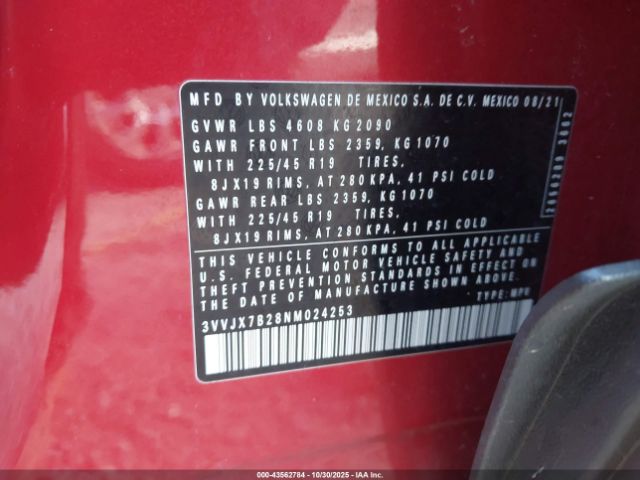 MFD BY VOLKSWAGEN DE MEXICO S.A. DE C.V. MEXICO 08/21
GVWR LBS 4608 KG 2090
GAWR FRONT LBS 2359, KG 1070
WITH 225/45 R19 TIRES,
8JX19 RIMS, AT 280 KPA, 41 PSI COLD
GAWR REAR LBS 2359, KG 1070
WITH 225/45 R19 TIRES,
8JX19 RIMS, AT 280 KPA, 41 PSI COLD
THIS VEHICLE CONFORMS TO ALL APPLICABLE
U.S. FEDERAL MOTOR VEHICLE SAFETY AND
THEFT PREVENTION STANDARDS IN EFFECT ON
THE DATE OF MANUFACTURE SHOWN ABOVE.
TYPE: MPV
3VVJX7B28NM024253
000-43562784 | 10/30/2025 | IAAI.COM